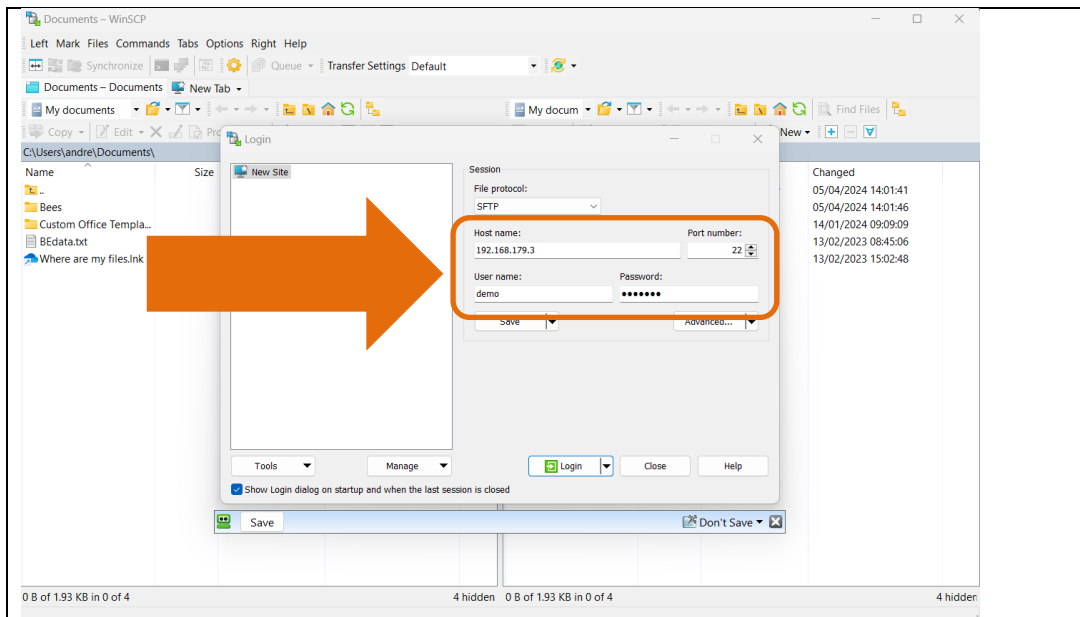 Documents – WinSCP
Left Mark Files Commands Tabs Options Right Help
Synchronize Queue Transfer Settings Default
Documents – Documents New Tab
My documents My docum Find Files
Copy Edit New
Login
C:\Users\andre\Documents\
Name Size Changed
..
05/04/2024 14:01:41
Bees 05/04/2024 14:01:46
Custom Office Templa... 14/01/2024 09:09:09
BEdata.txt 13/02/2023 08:45:06
Where are my files.lnk 13/02/2023 15:02:48
New Site
Session
File protocol:
SFTP
Host name: Port number:
192.168.179.3 22
User name: Password:
demo •••••••
Save Advanced...
Tools Manage Login Close Help
Show Login dialog on startup and when the last session is closed
Save Don't Save
0 B of 1.93 KB in 0 of 4 4 hidden 0 B of 1.93 KB in 0 of 4 4 hidden